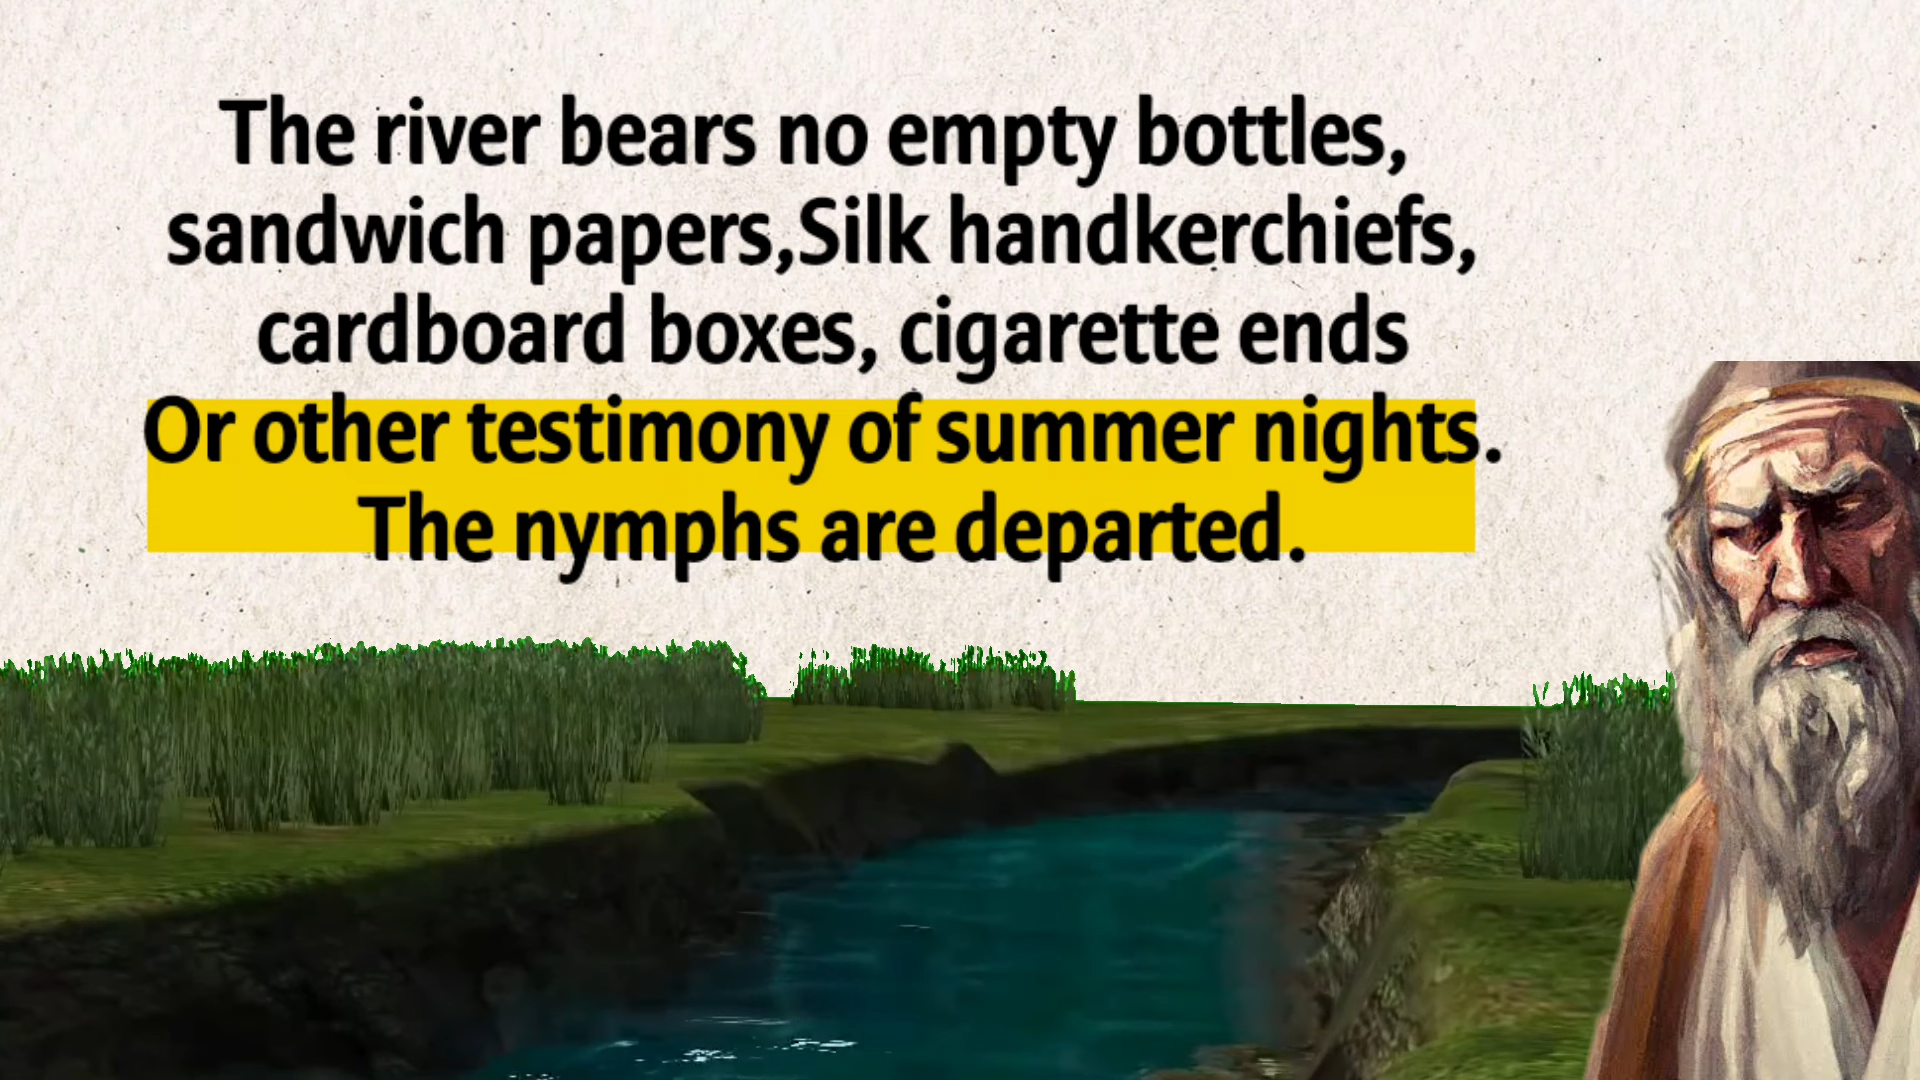 The river bears no empty bottles,
sandwich papers,Silk handkerchiefs,
cardboard boxes, cigarette ends
Or other testimony of summer nights.
The nymphs are departed.